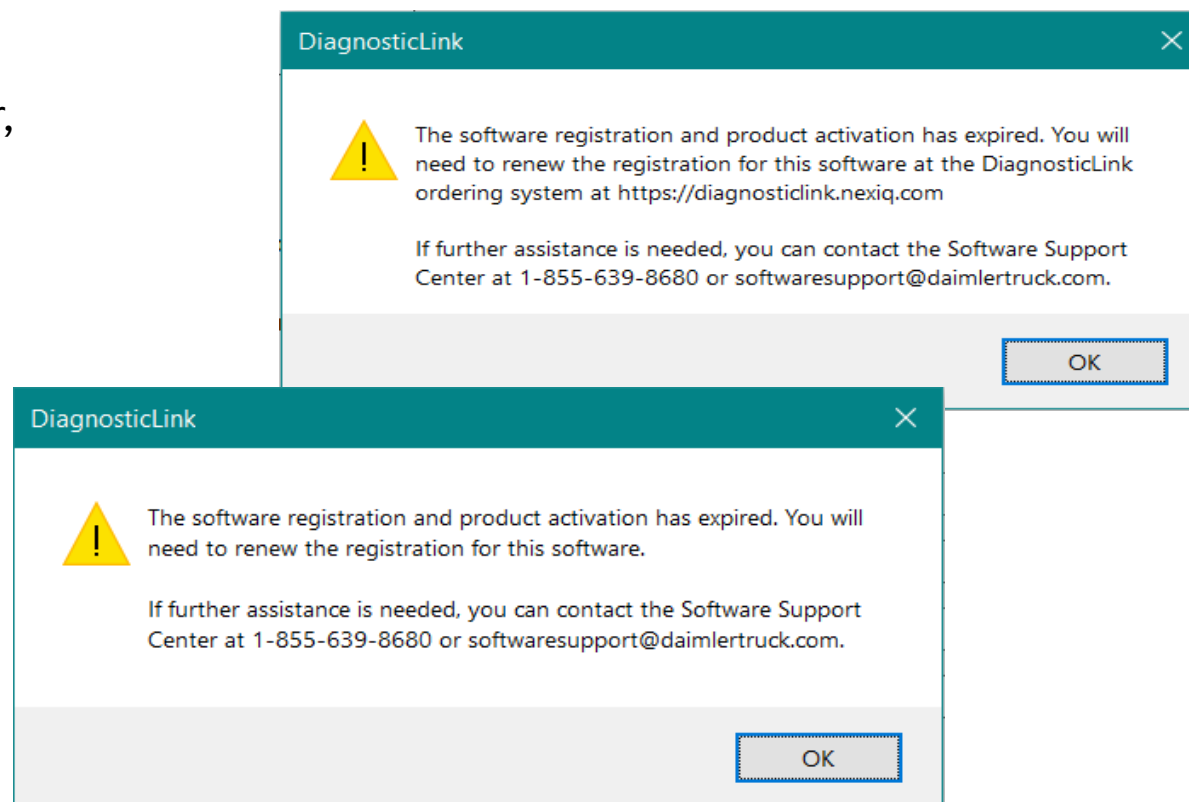 DiagnosticLink
The software registration and product activation has expired. You will
need to renew the registration for this software at the DiagnosticLink
ordering system at https://diagnosticlink.nexiq.com
If further assistance is needed, you can contact the Software Support
Center at 1-855-639-8680 or softwaresupport@daimlertruck.com.
OK
DiagnosticLink
The software registration and product activation has expired. You will
need to renew the registration for this software.
If further assistance is needed, you can contact the Software Support
Center at 1-855-639-8680 or softwaresupport@daimlertruck.com.
OK